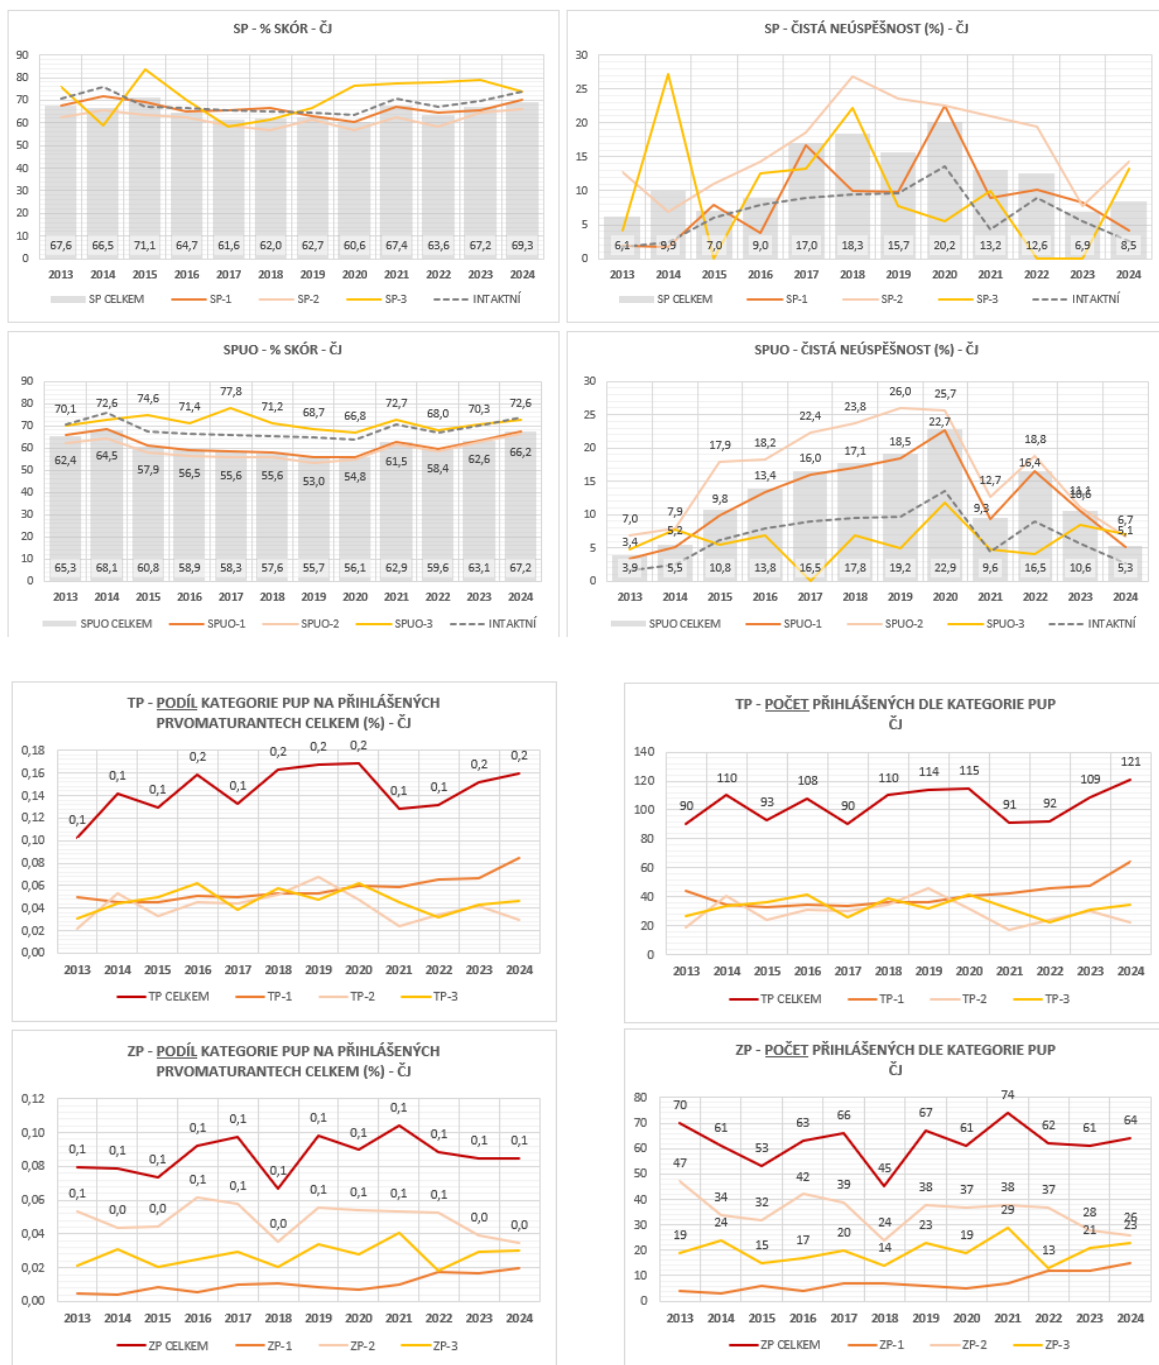 SP - % SKÓR - ČJ
90
80
70
60
50
40
30
20
10
0
67,6 66,5 71,1 64,7 61,6 62,0 62,7 60,6 67,4 63,6 67,2 69,3
2013 2014 2015 2016 2017 2018 2019 2020 2021 2022 2023 2024
SP CELKEM SP-1 SP-2 SP-3 INTAKTNÍ
SP - ČISTÁ NEÚSPĚŠNOST (%) - ČJ
30
25
20
15
10
5
0
6,1 9,9 7,0 9,0 17,0 18,3 15,7 20,2 13,2 12,6 6,9 8,5
2013 2014 2015 2016 2017 2018 2019 2020 2021 2022 2023 2024
SP CELKEM SP-1 SP-2 SP-3 INTAKTNÍ
SPUO - % SKÓR - ČJ
90
80
70
60
50
40
30
20
10
0
70,1 72,6 74,6 71,4 77,8 71,2 68,7 66,8 72,7 68,0 70,3 72,6
62,4 64,5 57,9 56,5 55,6 55,6 53,0 54,8 61,5 58,4 62,6 66,2
65,3 68,1 60,8 58,9 58,3 57,6 55,7 56,1 62,9 59,6 63,1 67,2
2013 2014 2015 2016 2017 2018 2019 2020 2021 2022 2023 2024
SPUO CELKEM SPUO-1 SPUO-2 SPUO-3 INTAKTNÍ
SPUO - ČISTÁ NEÚSPĚŠNOST (%) - ČJ
30
25
20
15
10
5
0
7,0 7,9 17,9 18,2 22,4 23,8 26,0 25,7 12,7 18,8 11,1 6,7
3,4 5,2 9,8 13,4 16,0 17,1 18,5 22,7 9,3 16,4 10,6 5,1
3,9 5,5 10,8 13,8 16,5 17,8 19,2 22,9 9,6 16,5 10,6 5,3
2013 2014 2015 2016 2017 2018 2019 2020 2021 2022 2023 2024
SPUO CELKEM SPUO-1 SPUO-2 SPUO-3 INTAKTNÍ
TP - PODÍL KATEGORIE PUP NA PŘIHLÁŠENÝCH
PRVOMATURANTECH CELKEM (%) - ČJ
0,18
0,16
0,14
0,12
0,10
0,08
0,06
0,04
0,02
0,00
0,1 0,1 0,1 0,2 0,1 0,2 0,2 0,2 0,1 0,1 0,2 0,2
2013 2014 2015 2016 2017 2018 2019 2020 2021 2022 2023 2024
TP CELKEM TP-1 TP-2 TP-3
TP - POČET PŘIHLÁŠENÝCH DLE KATEGORIE PUP
ČJ
140
120
100
80
60
40
20
0
90 110 93 108 90 110 114 115 91 92 109 121
2013 2014 2015 2016 2017 2018 2019 2020 2021 2022 2023 2024
TP CELKEM TP-1 TP-2 TP-3
ZP - PODÍL KATEGORIE PUP NA PŘIHLÁŠENÝCH
PRVOMATURANTECH CELKEM (%) - ČJ
0,12
0,10
0,08
0,06
0,04
0,02
0,00
0,1 0,1 0,1 0,1 0,1 0,1 0,1 0,1 0,1 0,1 0,1 0,1
0,1 0,0 0,0 0,1 0,1 0,0 0,1 0,1 0,1 0,1 0,0 0,0
2013 2014 2015 2016 2017 2018 2019 2020 2021 2022 2023 2024
ZP CELKEM ZP-1 ZP-2 ZP-3
ZP - POČET PŘIHLÁŠENÝCH DLE KATEGORIE PUP
ČJ
80
70
60
50
40
30
20
10
0
70 61 53 63 66 45 67 61 74 62 61 64
47 34 32 42 39 24 38 37 38 37 28 26
19 24 15 17 20 14 23 19 29 13 21 23
2013 2014 2015 2016 2017 2018 2019 2020 2021 2022 2023 2024
ZP CELKEM ZP-1 ZP-2 ZP-3